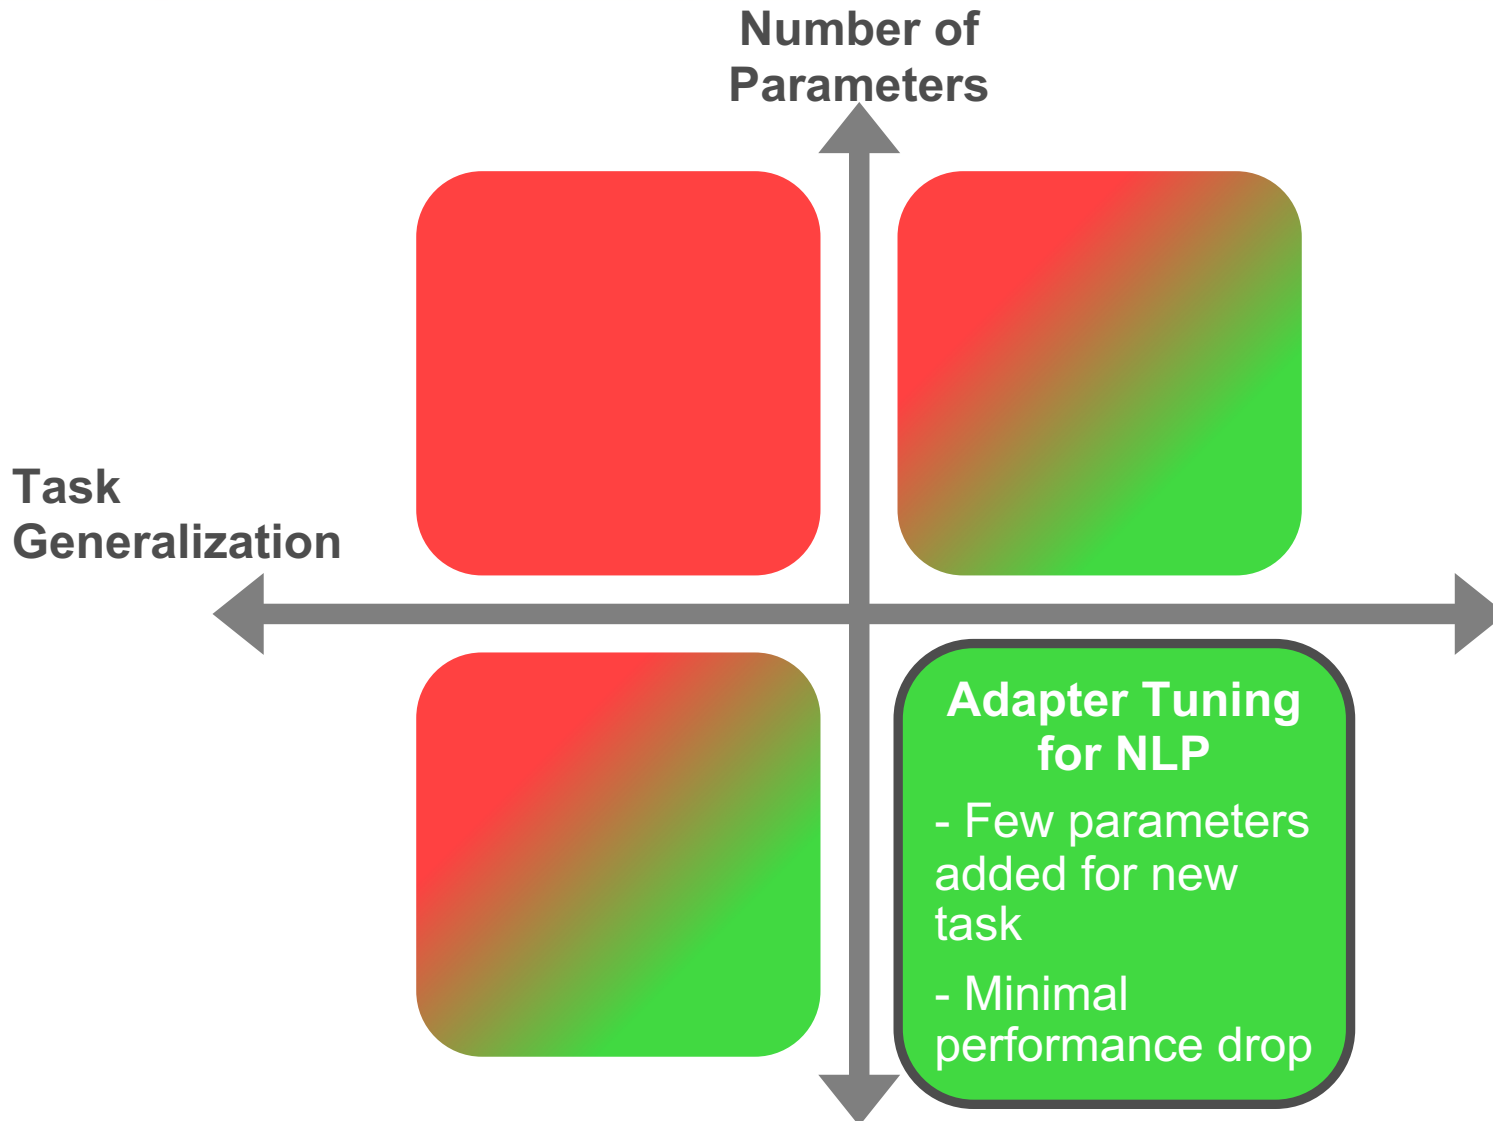 Number of
Parameters
Task
Generalization
Adapter Tuning
for NLP
- Few parameters
added for new
task
- Minimal
performance drop